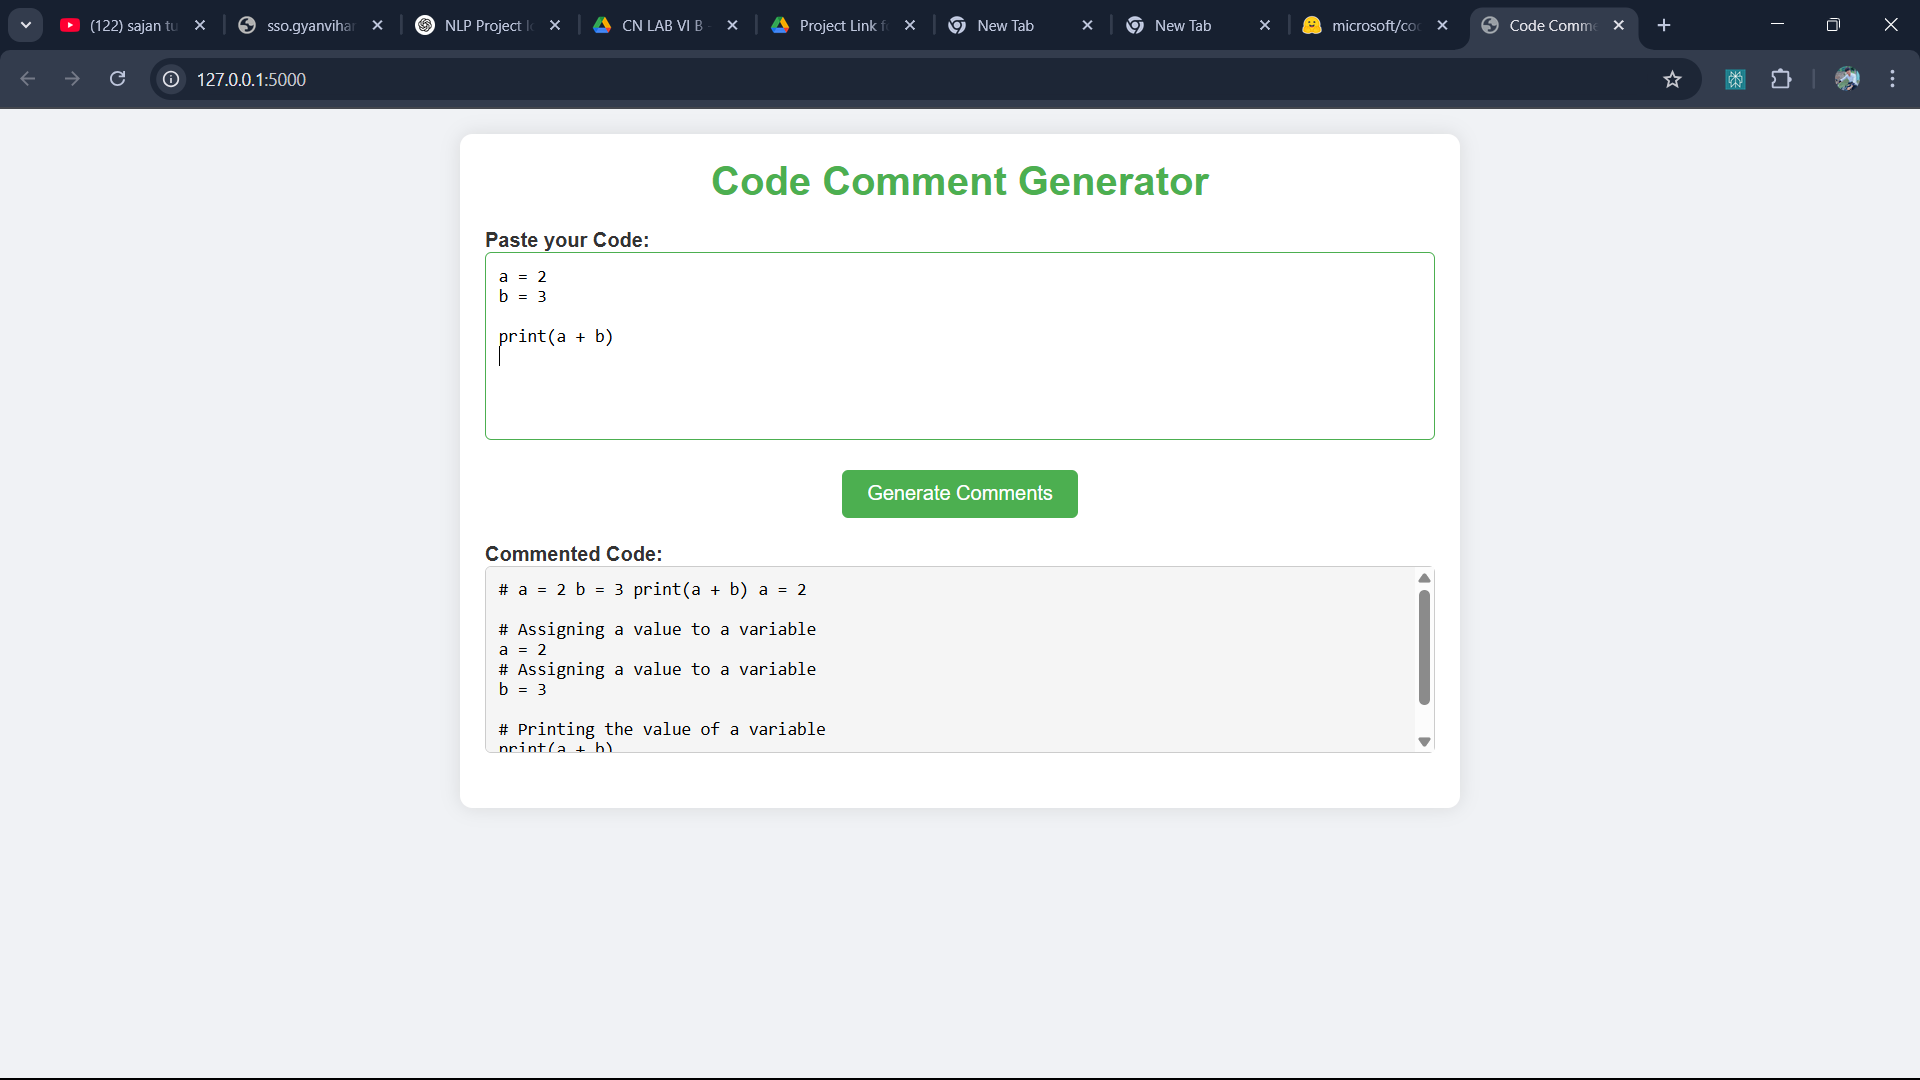 (122) sajan tu
sso.gyanvihar
NLP Project I
CN LAB VI B -
Project Link f
New Tab
New Tab
microsoft/co
Code Comme
127.0.0.1:5000
Code Comment Generator
Paste your Code:
a = 2
b = 3
print(a + b)
Generate Comments
Commented Code:
# a = 2 b = 3 print(a + b) a = 2
# Assigning a value to a variable
a = 2
# Assigning a value to a variable
b = 3
# Printing the value of a variable
print(a + b)